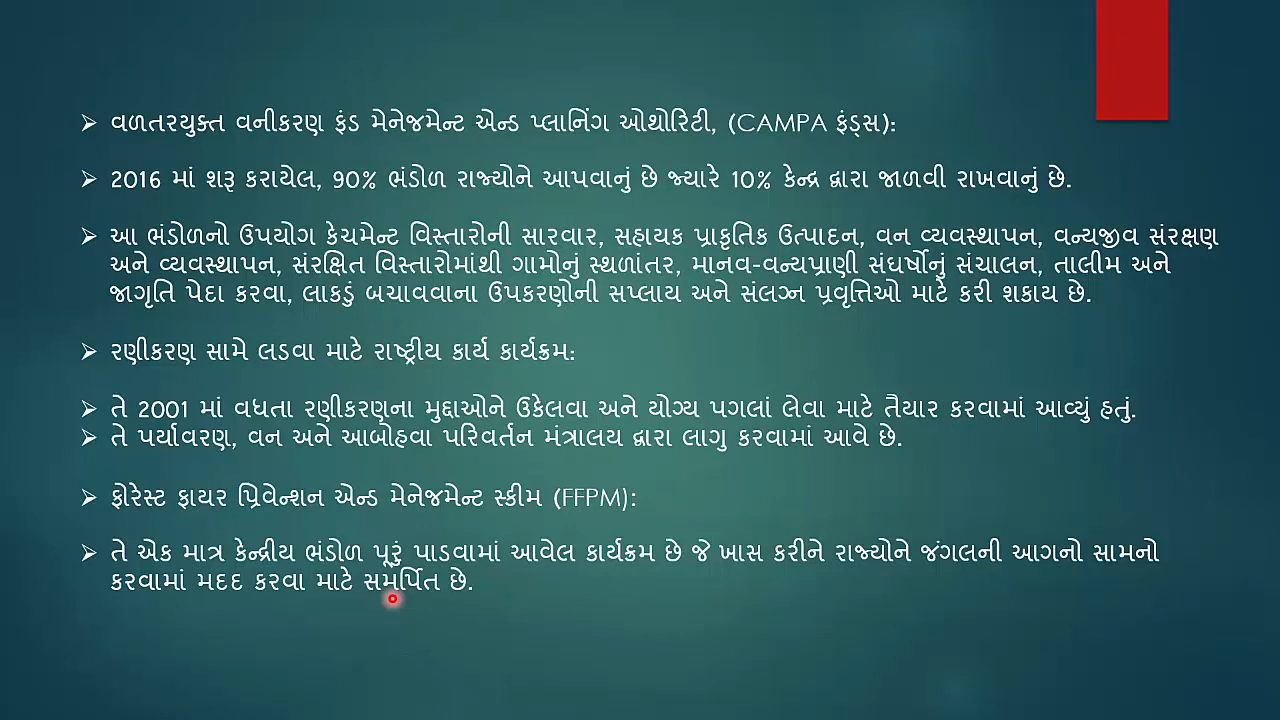 ➢ વળતરયુક્ત વનીકરણ ફંડ મેનેજમેન્ટ એન્ડ પ્લાનિંગ ઓથોરિટી, (CAMPA ફંડ્સ):
➢ 2016 માં શરૂ કરાયેલ, 90% ભંડોળ રાજ્યોને આપવાનું છે જ્યારે 10% કેન્દ્ર દ્વારા જાળવી રાખવાનું છે.
➢ આ ભંડોળનો ઉપયોગ કેચમેન્ટ વિસ્તારોની સારવાર, સહાયક પ્રાકૃતિક ઉત્પાદન, વન વ્યવસ્થાપન, વન્યજીવ સંરક્ષણ
અને વ્યવસ્થાપન, સંરક્ષિત વિસ્તારોમાંથી ગામોનું સ્થળાંતર, માનવ-વન્યપ્રાણી સંઘર્ષોનું સંચાલન, તાલીમ અને
જાગૃતિ પેદા કરવા, લાકડું બચાવવાના ઉપકરણોની સપ્લાય અને સંલગ્ન પ્રવૃત્તિઓ માટે કરી શકાય છે.
➢ રણીકરણ સામે લડવા માટે રાષ્ટ્રીય કાર્ય કાર્યક્રમ:
➢ તે 2001 માં વધતા રણીકરણના મુદ્દાઓને ઉકેલવા અને યોગ્ય પગલાં લેવા માટે તૈયાર કરવામાં આવ્યું હતું.
➢ તે પર્યાવરણ, વન અને આબોહવા પરિવર્તન મંત્રાલય દ્વારા લાગુ કરવામાં આવે છે.
➢ ફોરેસ્ટ ફાયર પ્રિવેન્શન એન્ડ મેનેજમેન્ટ સ્કીમ (FFPM):
➢ તે એક માત્ર કેન્દ્રીય ભંડોળ પૂરું પાડવામાં આવેલ કાર્યક્રમ છે જે ખાસ કરીને રાજ્યોને જંગલની આગનો સામનો
કરવામાં મદદ કરવા માટે સમર્પિત છે.